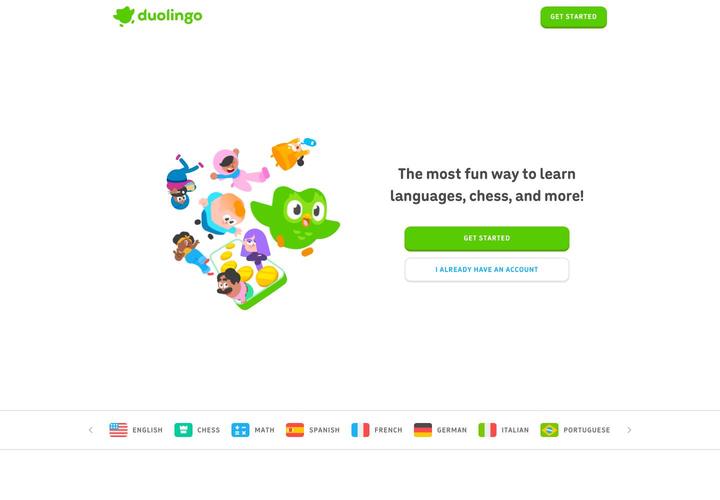 duolingo
GET STARTED
The most fun way to learn
languages, chess, and more!
GET STARTED
I ALREADY HAVE AN ACCOUNT
ENGLISH
CHESS
MATH
SPANISH
FRENCH
GERMAN
ITALIAN
PORTUGUESE